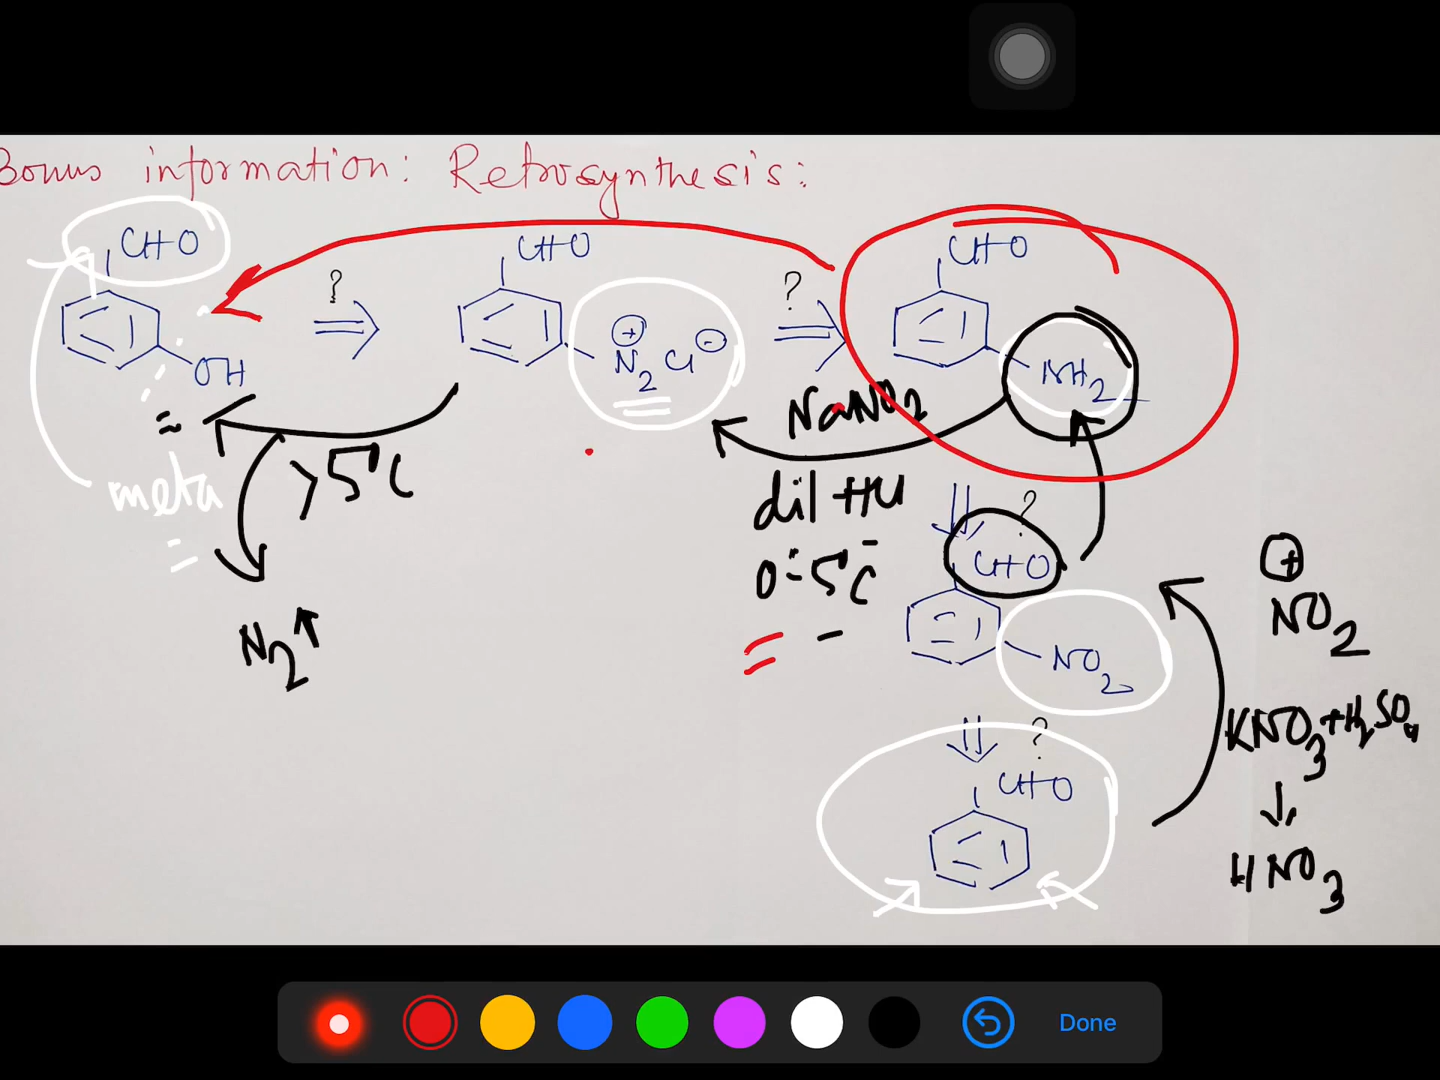 Bonus information: Retrosynthesis:
CHO
CHO
CHO
?
?
⊕
⊖
OH
N2 Cl
NH2
NaNO2
>5°C
meta
dil HCl
?
CHO
0°-5°C
⊕
NO2
N2↑
NO2
KNO3+H2SO4
?
CHO
HNO3
Done